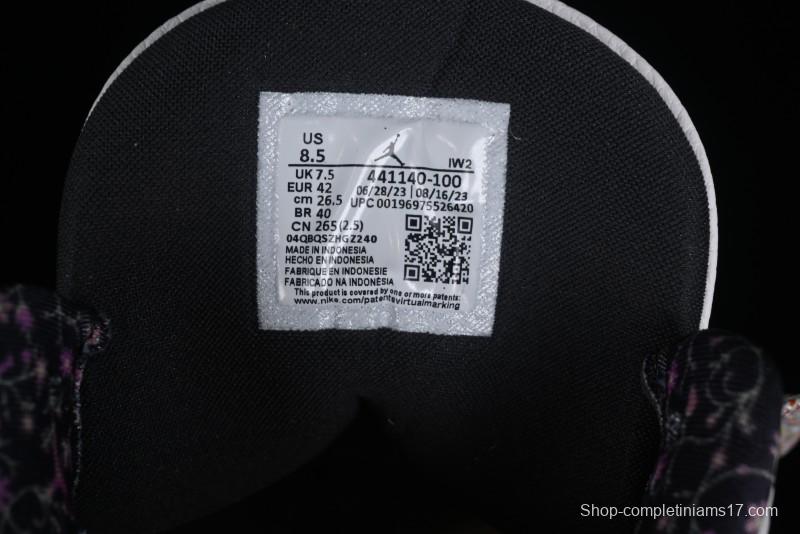 US
8.5
IW2
UK 7.5
441140-100
EUR 42
06/28/23 | 08/16/23
cm 26.5
UPC 00196975526420
BR 40
CN 265(2.5)
04QBQSZHGZ240
MADE IN INDONESIA
HECHO EN INDONESIA
FABRIQUE EN INDONESIE
FABRICADO NA INDONESIA
This product is covered by one or more patents:
www.nike.com/patentsvirtualmarking
Shop-completiniams17.com